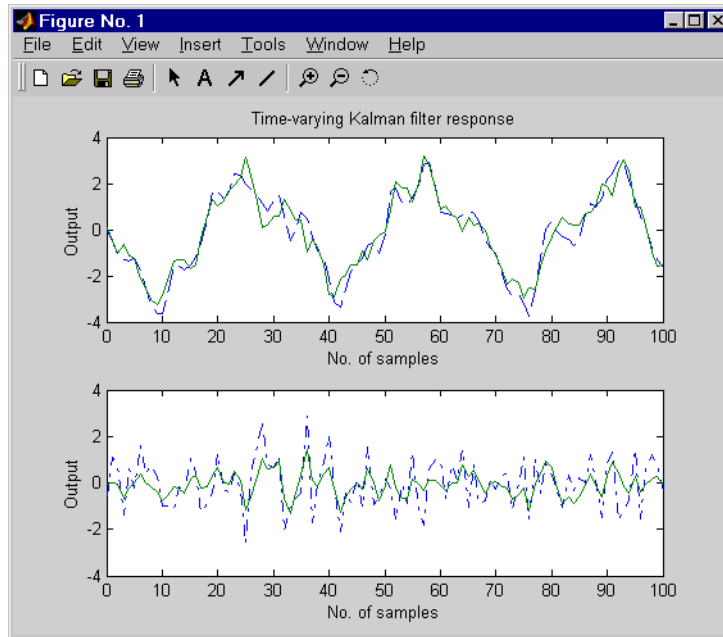 Figure No. 1
File Edit View Insert Tools Window Help
A
Time-varying Kalman filter response
4
2
0
-2
-4
Output
0 10 20 30 40 50 60 70 80 90 100
No. of samples
4
2
0
-2
-4
Output
0 10 20 30 40 50 60 70 80 90 100
No. of samples